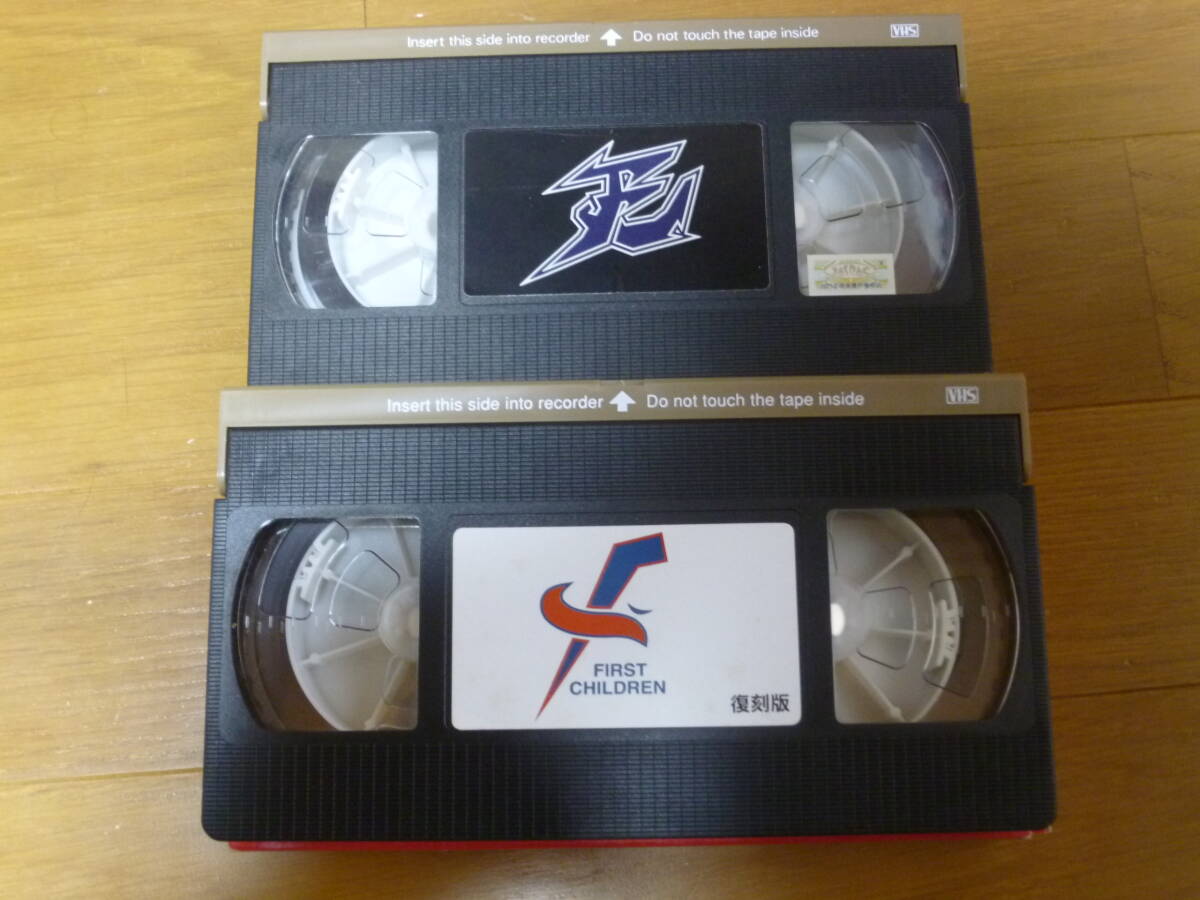 Insert this side into recorder Do not touch the tape inside VHS
Insert this side into recorder Do not touch the tape inside VHS
FIRST
CHILDREN
復刻版